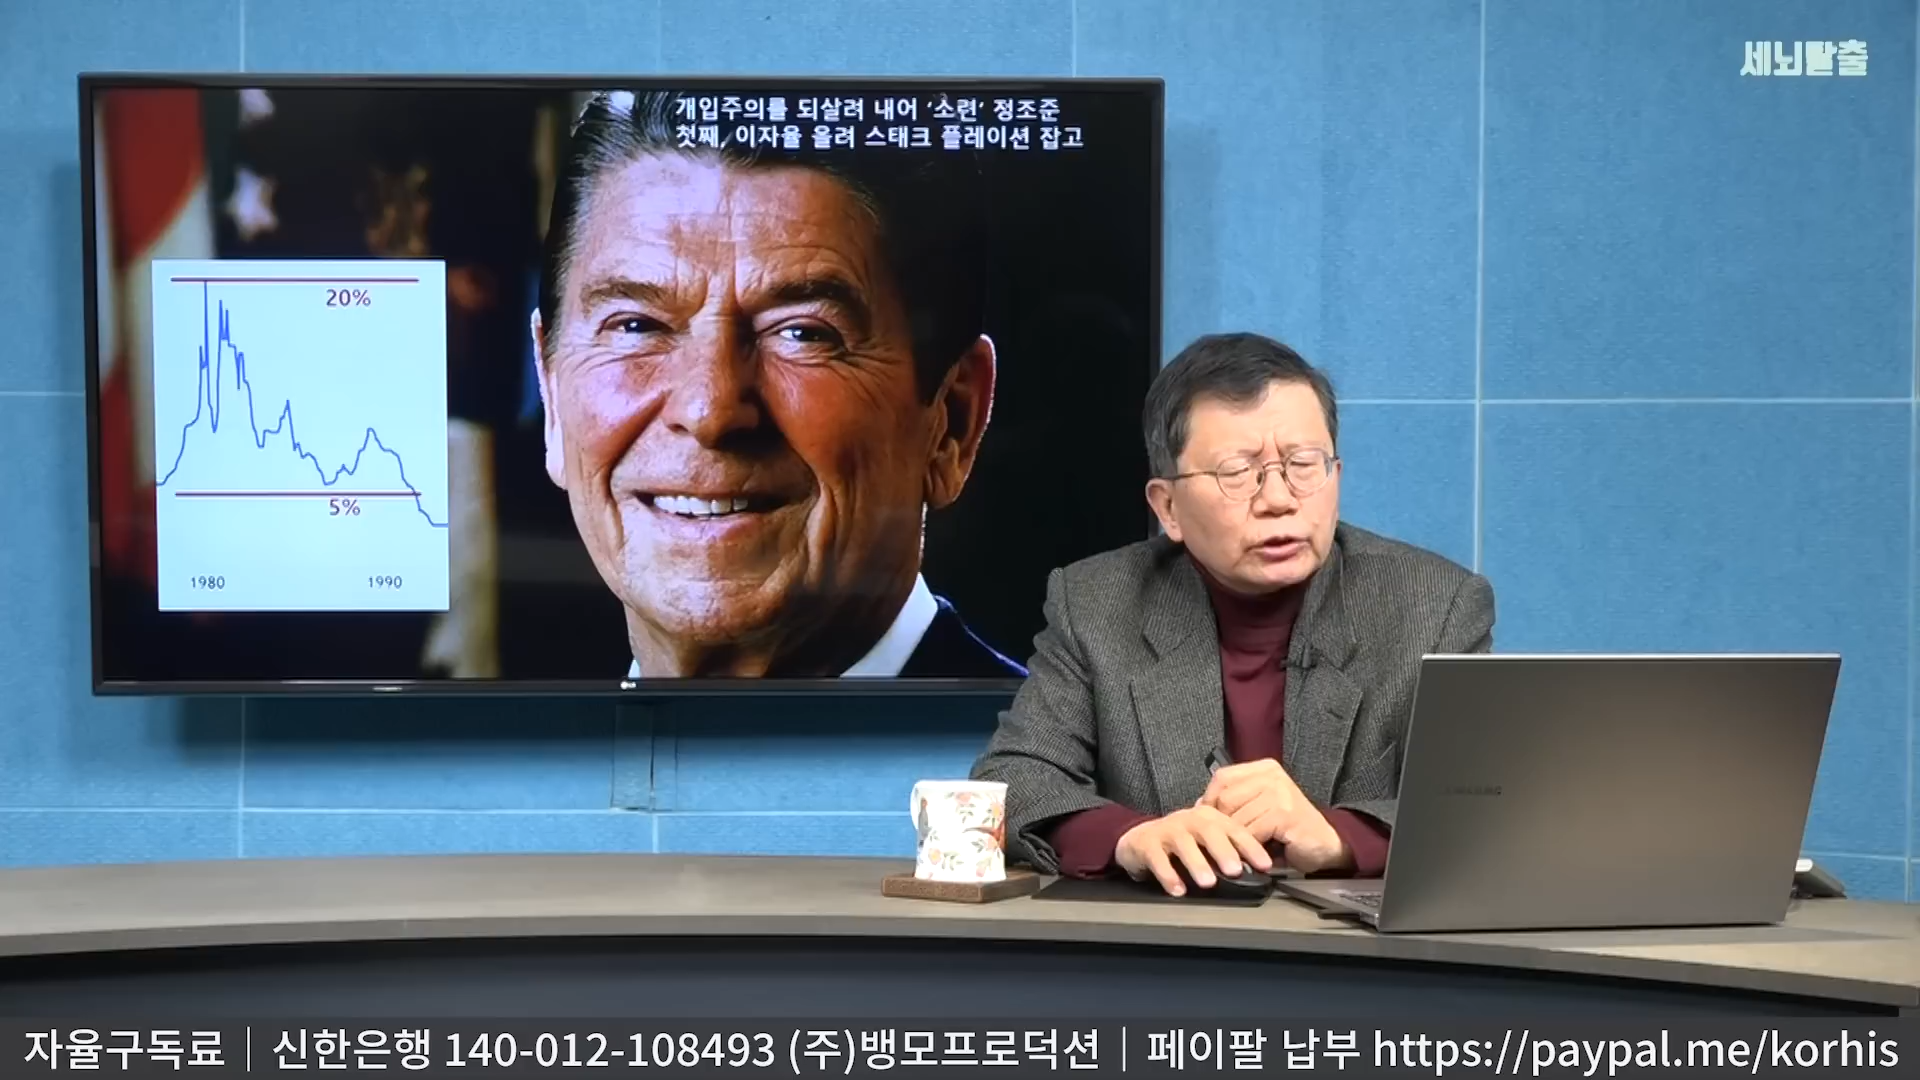 세뇌탈출
개입주의를 되살려 내어 ‘소련’ 정조준
첫째, 이자율 올려 스태크 플레이션 잡고
20%
5%
1980
1990
자율구독료｜신한은행 140-012-108493 (주)뱅모프로덕션｜페이팔 납부 https://paypal.me/korhis